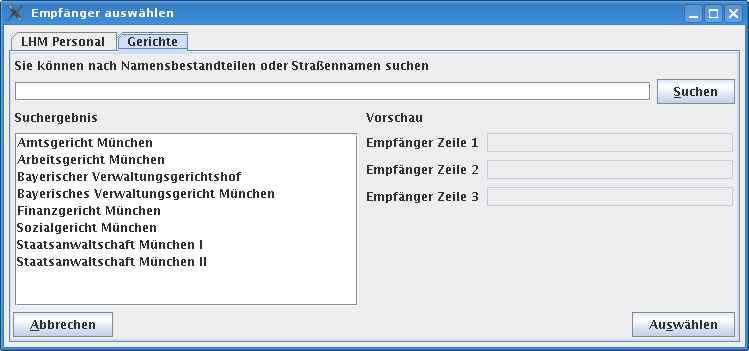 Empfänger auswählen
LHM Personal
Gerichte
Sie können nach Namensbestandteilen oder Straßennamen suchen
Suchen
Suchergebnis
Vorschau
Amtsgericht München
Arbeitsgericht München
Bayerischer Verwaltungsgerichtshof
Bayerisches Verwaltungsgericht München
Finanzgericht München
Sozialgericht München
Staatsanwaltschaft München I
Staatsanwaltschaft München II
Empfänger Zeile 1
Empfänger Zeile 2
Empfänger Zeile 3
Abbrechen
Auswählen